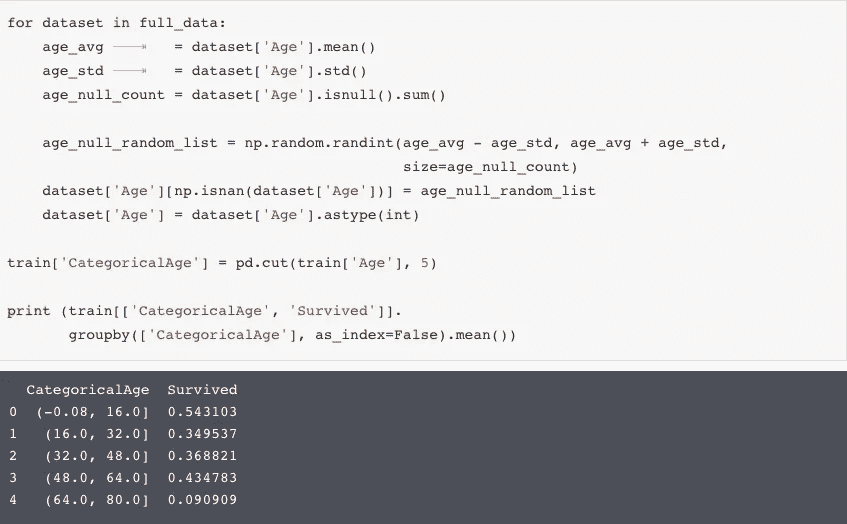 for dataset in full_data:
    age_avg ——→   = dataset['Age'].mean()
    age_std ——→   = dataset['Age'].std()
    age_null_count = dataset['Age'].isnull().sum()

    age_null_random_list = np.random.randint(age_avg - age_std, age_avg + age_std,
                                             size=age_null_count)
    dataset['Age'][np.isnan(dataset['Age'])] = age_null_random_list
    dataset['Age'] = dataset['Age'].astype(int)

train['CategoricalAge'] = pd.cut(train['Age'], 5)

print (train[['CategoricalAge', 'Survived']].
       groupby(['CategoricalAge'], as_index=False).mean())
  CategoricalAge  Survived
0  (-0.08, 16.0]  0.543103
1   (16.0, 32.0]  0.349537
2   (32.0, 48.0]  0.368821
3   (48.0, 64.0]  0.434783
4   (64.0, 80.0]  0.090909